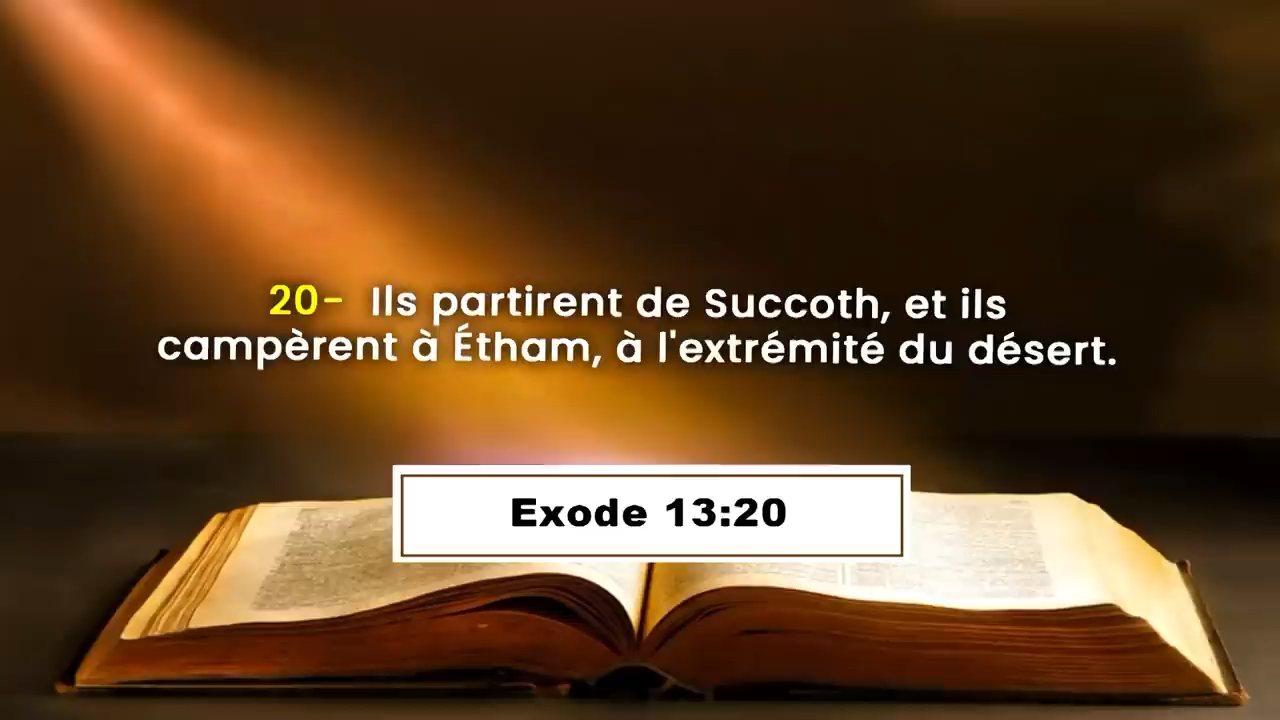 20- Ils partirent de Succoth, et ils
campèrent à Étham, à l'extrémité du désert.
Exode 13:20